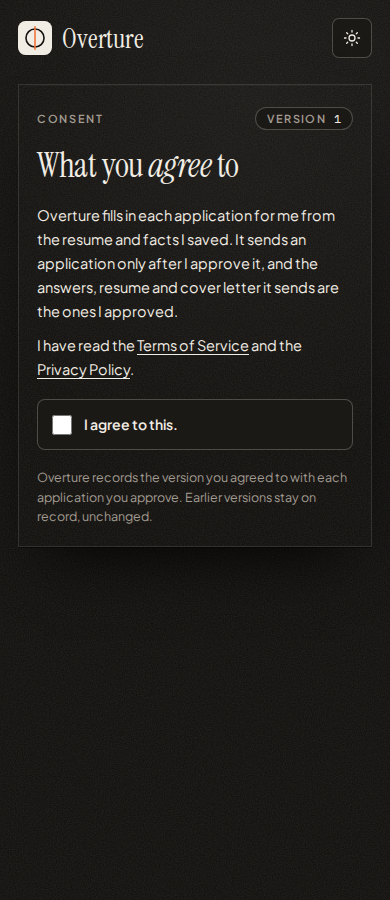 Overture
CONSENT
VERSION 1
What you agree to
Overture fills in each application for me from
the resume and facts I saved. It sends an
application only after I approve it, and the
answers, resume and cover letter it sends are
the ones I approved.
I have read the Terms of Service and the
Privacy Policy.
I agree to this.
Overture records the version you agreed to with each
application you approve. Earlier versions stay on
record, unchanged.